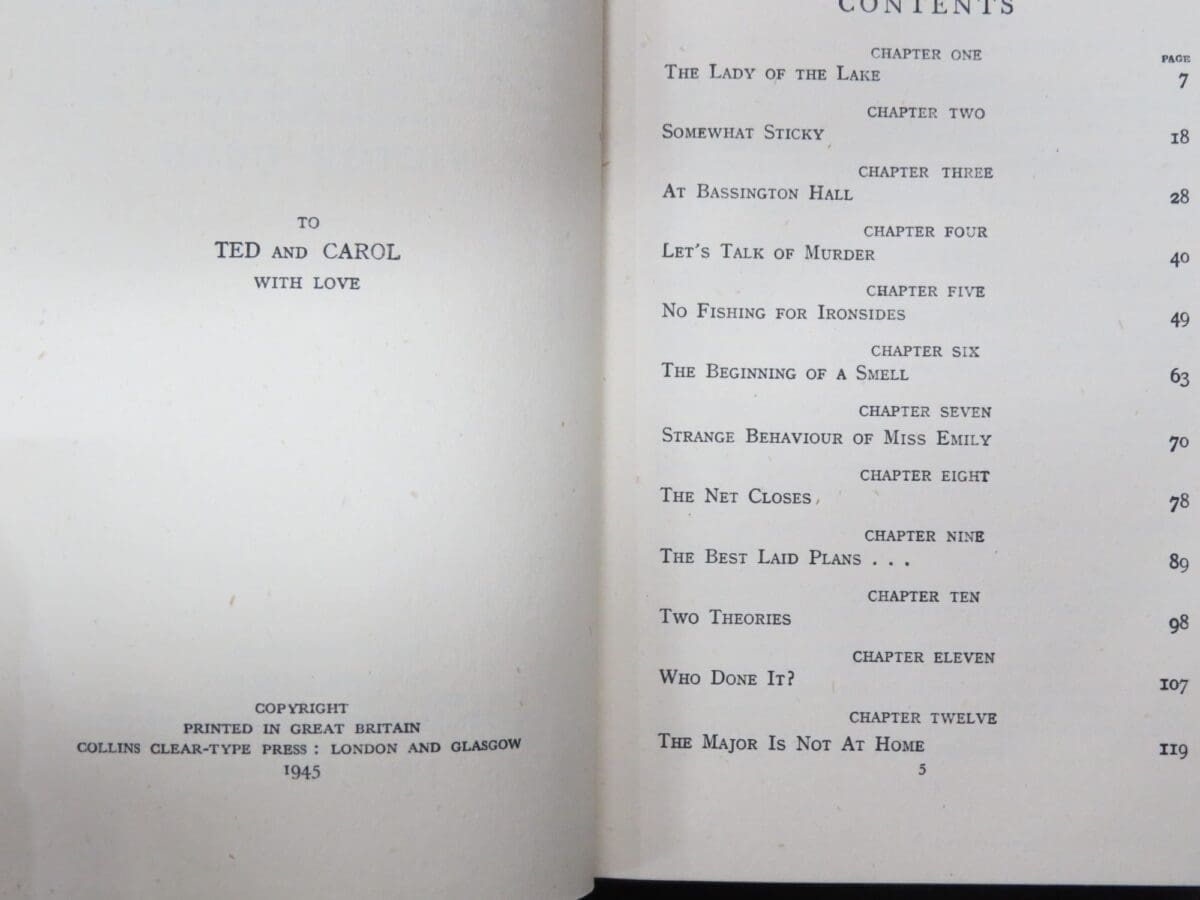 TO
TED AND CAROL
WITH LOVE
COPYRIGHT
PRINTED IN GREAT BRITAIN
COLLINS CLEAR-TYPE PRESS : LONDON AND GLASGOW
1945
CONTENTS
CHAPTER ONE PAGE
THE LADY OF THE LAKE 7
CHAPTER TWO
SOMEWHAT STICKY 18
CHAPTER THREE
AT BASSINGTON HALL 28
CHAPTER FOUR
LET'S TALK OF MURDER 40
CHAPTER FIVE
NO FISHING FOR IRONSIDES 49
CHAPTER SIX
THE BEGINNING OF A SMELL 63
CHAPTER SEVEN
STRANGE BEHAVIOUR OF MISS EMILY 70
CHAPTER EIGHT
THE NET CLOSES 78
CHAPTER NINE
THE BEST LAID PLANS . . . 89
CHAPTER TEN
TWO THEORIES 98
CHAPTER ELEVEN
WHO DONE IT? 107
CHAPTER TWELVE
THE MAJOR IS NOT AT HOME 119
5